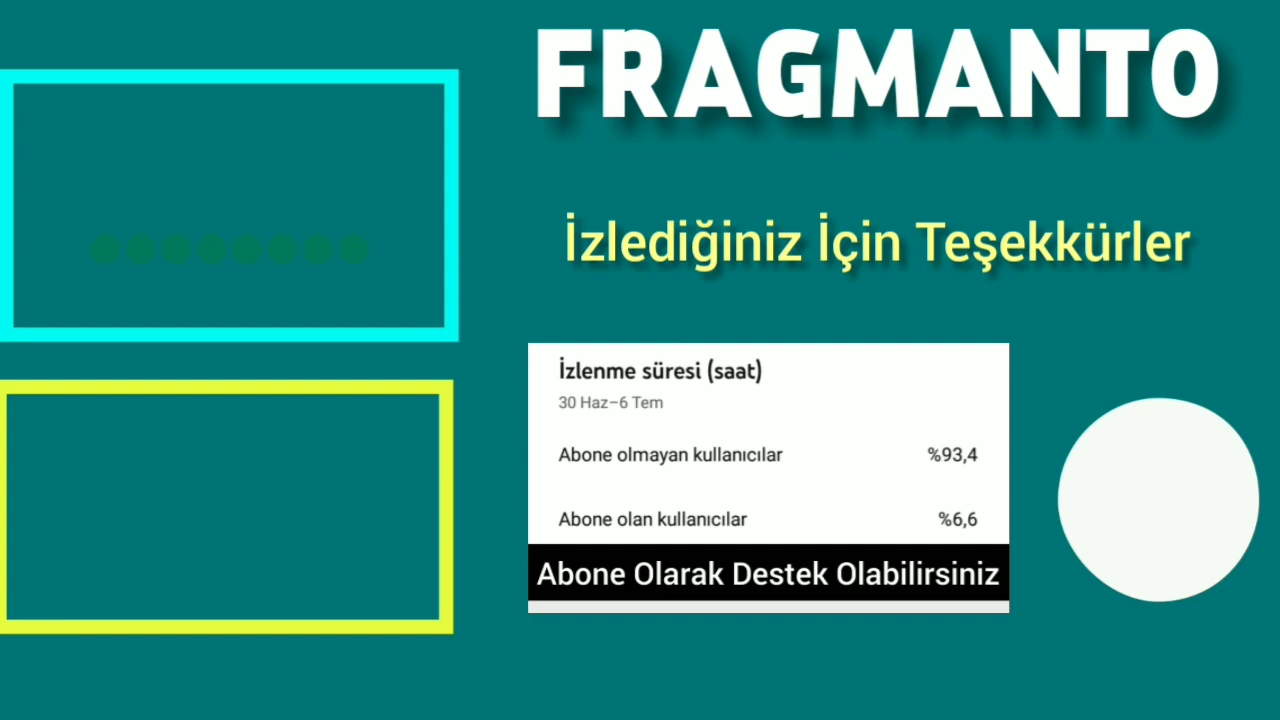 FRAGMANTO
İzlediğiniz İçin Teşekkürler
İzlenme süresi (saat)
30 Haz–6 Tem
Abone olmayan kullanıcılar %93,4
Abone olan kullanıcılar %6,6
Abone Olarak Destek Olabilirsiniz